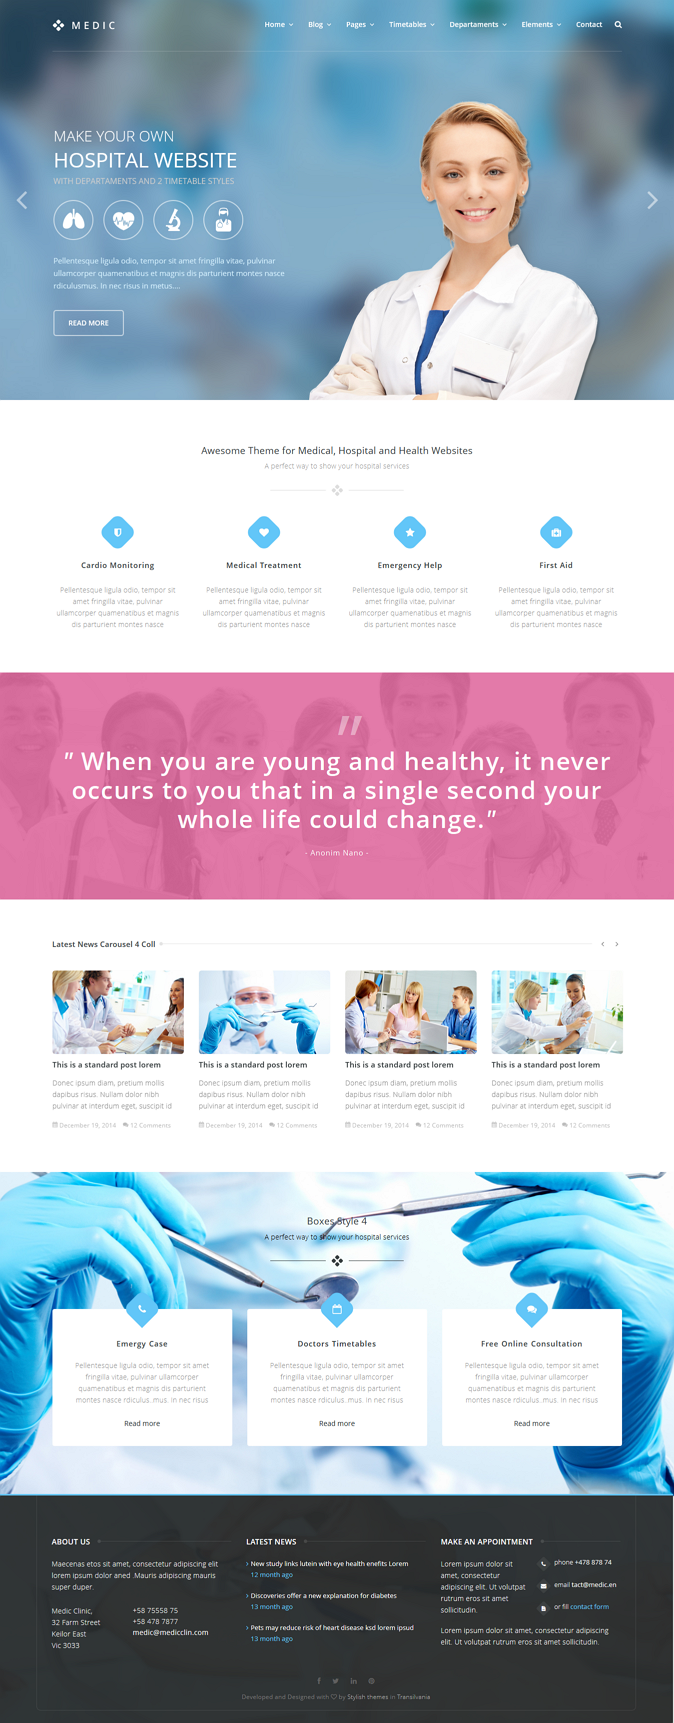 MEDIC
Home Blog Pages Timetables Departaments Elements Contact
MAKE YOUR OWN
HOSPITAL WEBSITE
WITH DEPARTAMENTS AND 2 TIMETABLE STYLES
Pellentesque ligula odio, tempor sit amet fringilla vitae, pulvinar
ullamcorper quamenatibus et magnis dis parturient montes nasce
rdiculusmus. In nec risus in metus....
READ MORE
Awesome Theme for Medical, Hospital and Health Websites
A perfect way to show your hospital services
Cardio Monitoring
Pellentesque ligula odio, tempor sit
amet fringilla vitae, pulvinar
ullamcorper quamenatibus et magnis
dis parturient montes nasce
Medical Treatment
Pellentesque ligula odio, tempor sit
amet fringilla vitae, pulvinar
ullamcorper quamenatibus et magnis
dis parturient montes nasce
Emergency Help
Pellentesque ligula odio, tempor sit
amet fringilla vitae, pulvinar
ullamcorper quamenatibus et magnis
dis parturient montes nasce
First Aid
Pellentesque ligula odio, tempor sit
amet fringilla vitae, pulvinar
ullamcorper quamenatibus et magnis
dis parturient montes nasce
"
" When you are young and healthy, it never
occurs to you that in a single second your
whole life could change."
- Anonim Nano -
Latest News Carousel 4 Coll
This is a standard post lorem
Donec ipsum diam, pretium mollis
dapibus risus. Nullam dolor nibh
pulvinar at interdum eget, suscipit id
December 19, 2014 12 Comments
This is a standard post lorem
Donec ipsum diam, pretium mollis
dapibus risus. Nullam dolor nibh
pulvinar at interdum eget, suscipit id
December 19, 2014 12 Comments
This is a standard post lorem
Donec ipsum diam, pretium mollis
dapibus risus. Nullam dolor nibh
pulvinar at interdum eget, suscipit id
December 19, 2014 12 Comments
This is a standard post lorem
Donec ipsum diam, pretium mollis
dapibus risus. Nullam dolor nibh
pulvinar at interdum eget, suscipit id
December 19, 2014 12 Comments
Boxes Style 4
A perfect way to show your hospital services
Emergy Case
Pellentesque ligula odio, tempor sit amet
fringilla vitae, pulvinar ullamcorper
quamenatibus et magnis dis parturient
montes nasce rdiculus..mus. In nec risus
Read more
Doctors Timetables
Pellentesque ligula odio, tempor sit amet
fringilla vitae, pulvinar ullamcorper
quamenatibus et magnis dis parturient
montes nasce rdiculus..mus. In nec risus
Read more
Free Online Consultation
Pellentesque ligula odio, tempor sit amet
fringilla vitae, pulvinar ullamcorper
quamenatibus et magnis dis parturient
montes nasce rdiculus..mus. In nec risus
Read more
ABOUT US
Maecenas etos sit amet, consectetur adipiscing elit
lorem ipsum dolor aned .Mauris adipiscing mauris
super duper.
Medic Clinic,
32 Farm Street
Keilor East
Vic 3033
+58 75558 75
+58 478 7877
medic@medicclin.com
LATEST NEWS
New study links lutein with eye health enefits Lorem
12 month ago
Discoveries offer a new explanation for diabetes
13 month ago
Pets may reduce risk of heart disease ksd lorem ipsud
13 month ago
MAKE AN APPOINTMENT
Lorem ipsum dolor sit
amet, consectetur
adipiscing elit. Ut volutpat
rutrum eros sit amet
sollicitudin.
phone +478 878 74
email tact@medic.en
or fill contact form
Lorem ipsum dolor sit amet, consectetur adipiscing
elit. Ut volutpat rutrum eros sit amet sollicitudin.
Developed and Designed with ♡ by Stylish themes in Transilvania